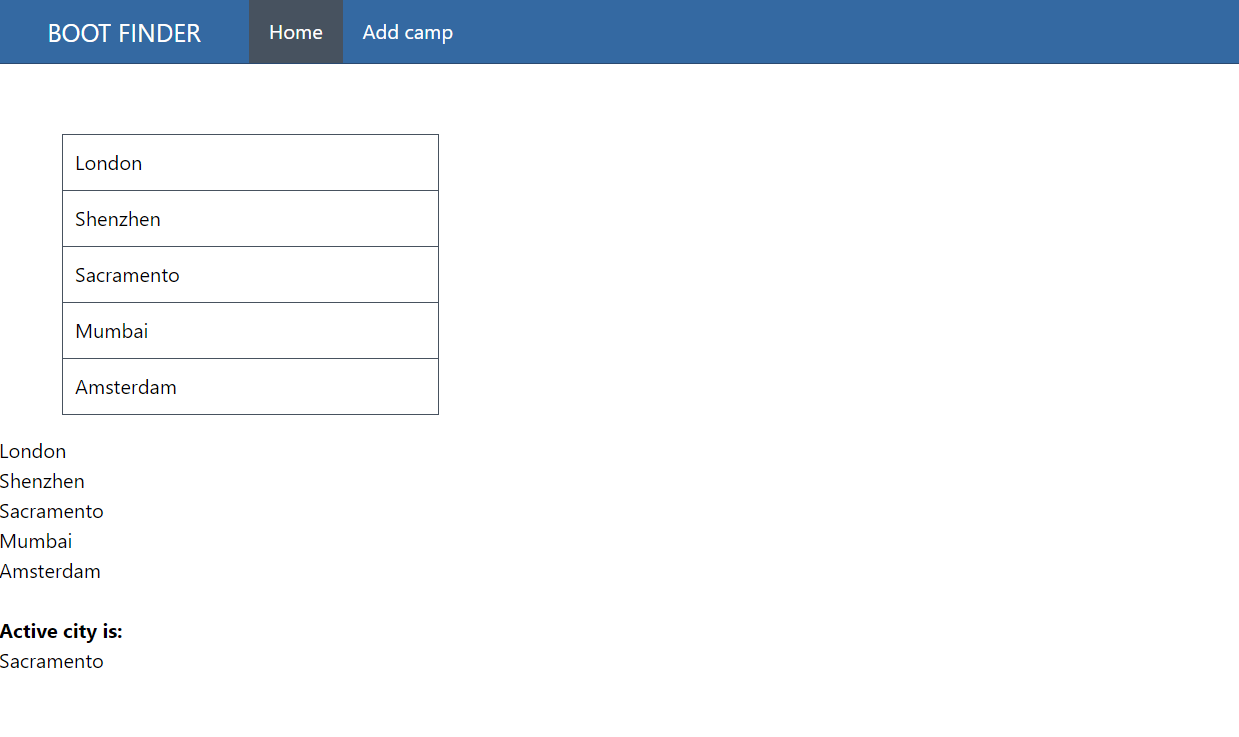 BOOT FINDER Home Add camp
London
Shenzhen
Sacramento
Mumbai
Amsterdam
London
Shenzhen
Sacramento
Mumbai
Amsterdam
Active city is:
Sacramento